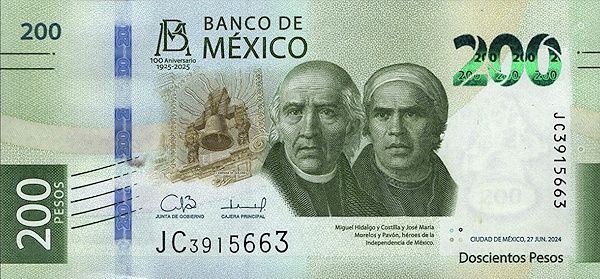 200
BANCO DE
MÉXICO
100 Aniversario
1925-2025
200
JC3915663
200
PESOS
JUNTA DE GOBIERNO
CAJERA PRINCIPAL
JC3915663
Miguel Hidalgo y Costilla y José María
Morelos y Pavón, héroes de la
Independencia de México.
CIUDAD DE MÉXICO, 27 JUN. 2024
Doscientos Pesos